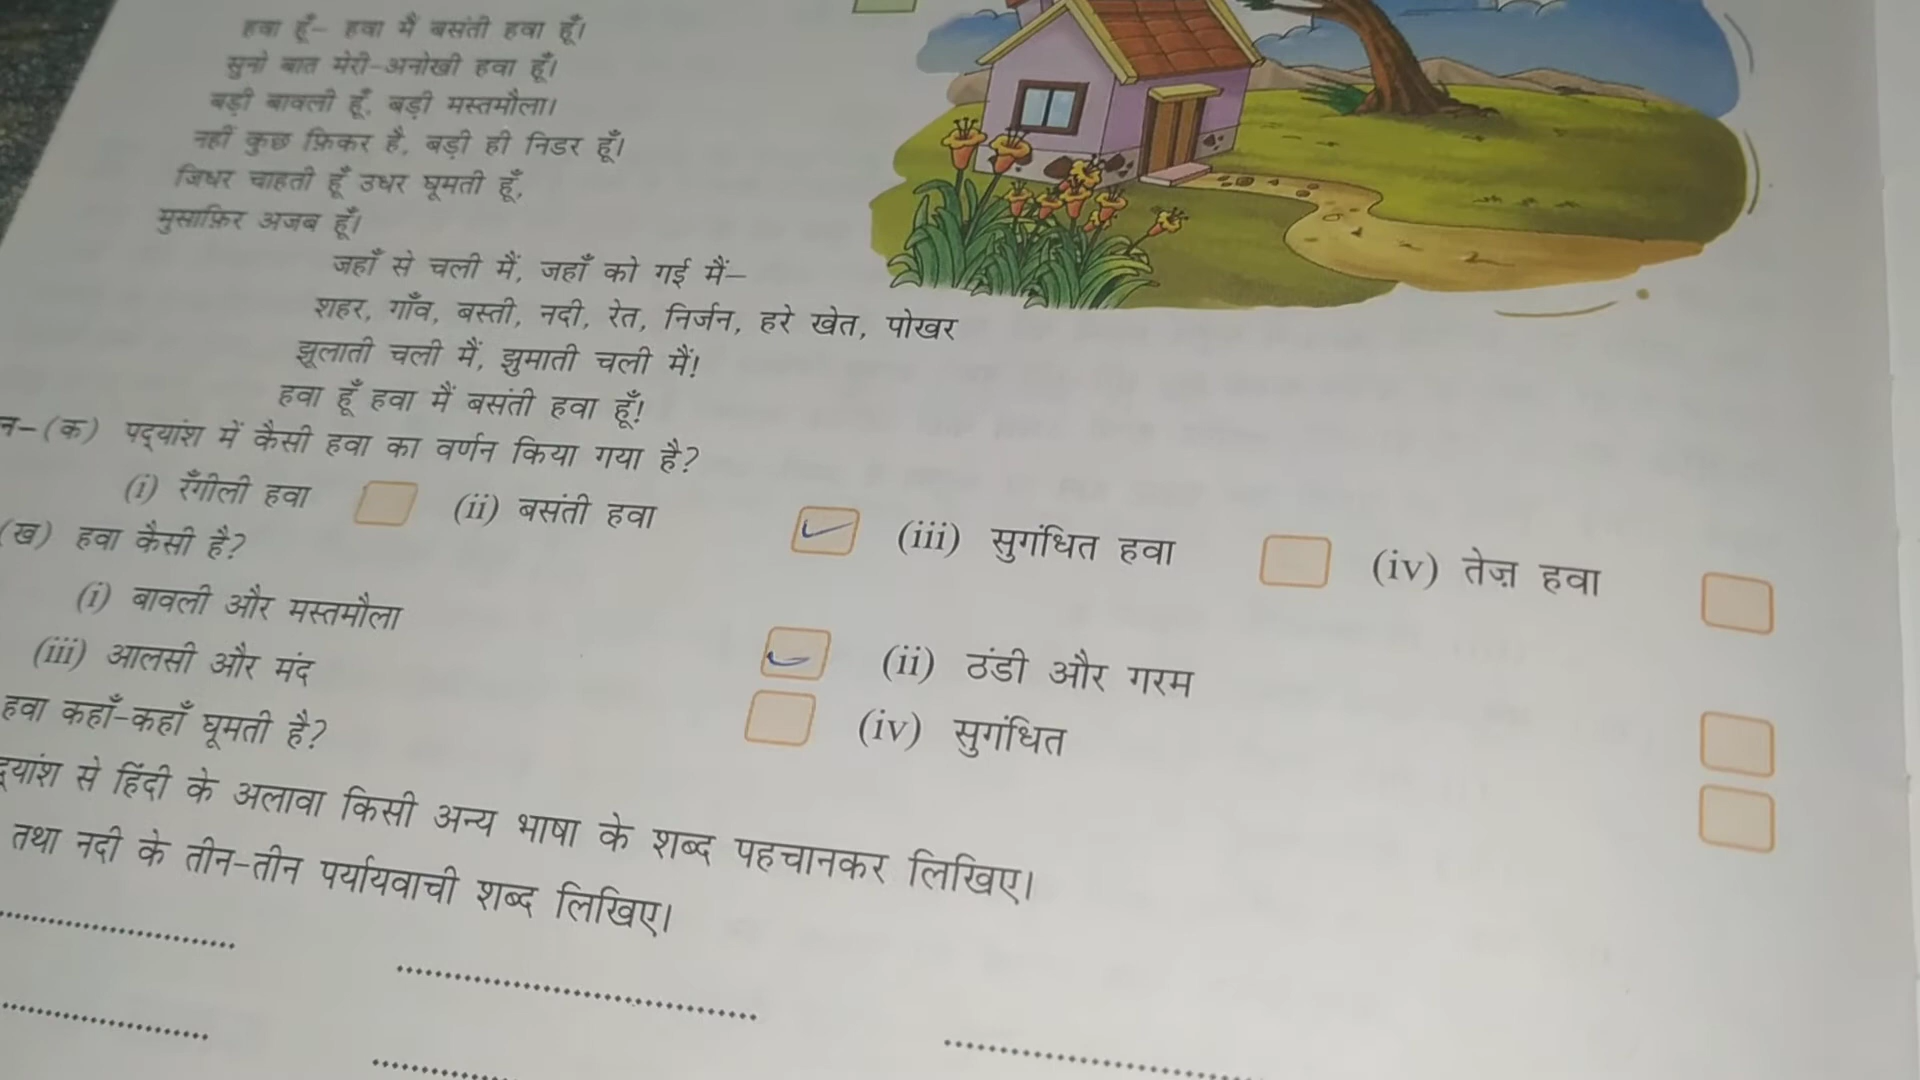 हवा हूँ- हवा मैं बसंती हवा हूँ।
सुनो बात मेरी-अनोखी हवा हूँ।
बड़ी बावली हूँ, बड़ी मस्तमौला।
नहीं कुछ फ़िकर है, बड़ी ही निडर हूँ।
जिधर चाहती हूँ उधर घूमती हूँ,
मुसाफ़िर अजब हूँ।
जहाँ से चली मैं, जहाँ को गई मैं–
शहर, गाँव, बस्ती, नदी, रेत, निर्जन, हरे खेत, पोखर
झूलाती चली मैं, झुमाती चली मैं!
हवा हूँ हवा मैं बसंती हवा हूँ!
न-(क) पद्यांश में कैसी हवा का वर्णन किया गया है?
(i) रँगीली हवा (ii) बसंती हवा (iii) सुगंधित हवा (iv) तेज़ हवा
(ख) हवा कैसी है?
(i) बावली और मस्तमौला (ii) ठंडी और गरम
(iii) आलसी और मंद (iv) सुगंधित
हवा कहाँ-कहाँ घूमती है?
द्यांश से हिंदी के अलावा किसी अन्य भाषा के शब्द पहचानकर लिखिए।
तथा नदी के तीन-तीन पर्यायवाची शब्द लिखिए।